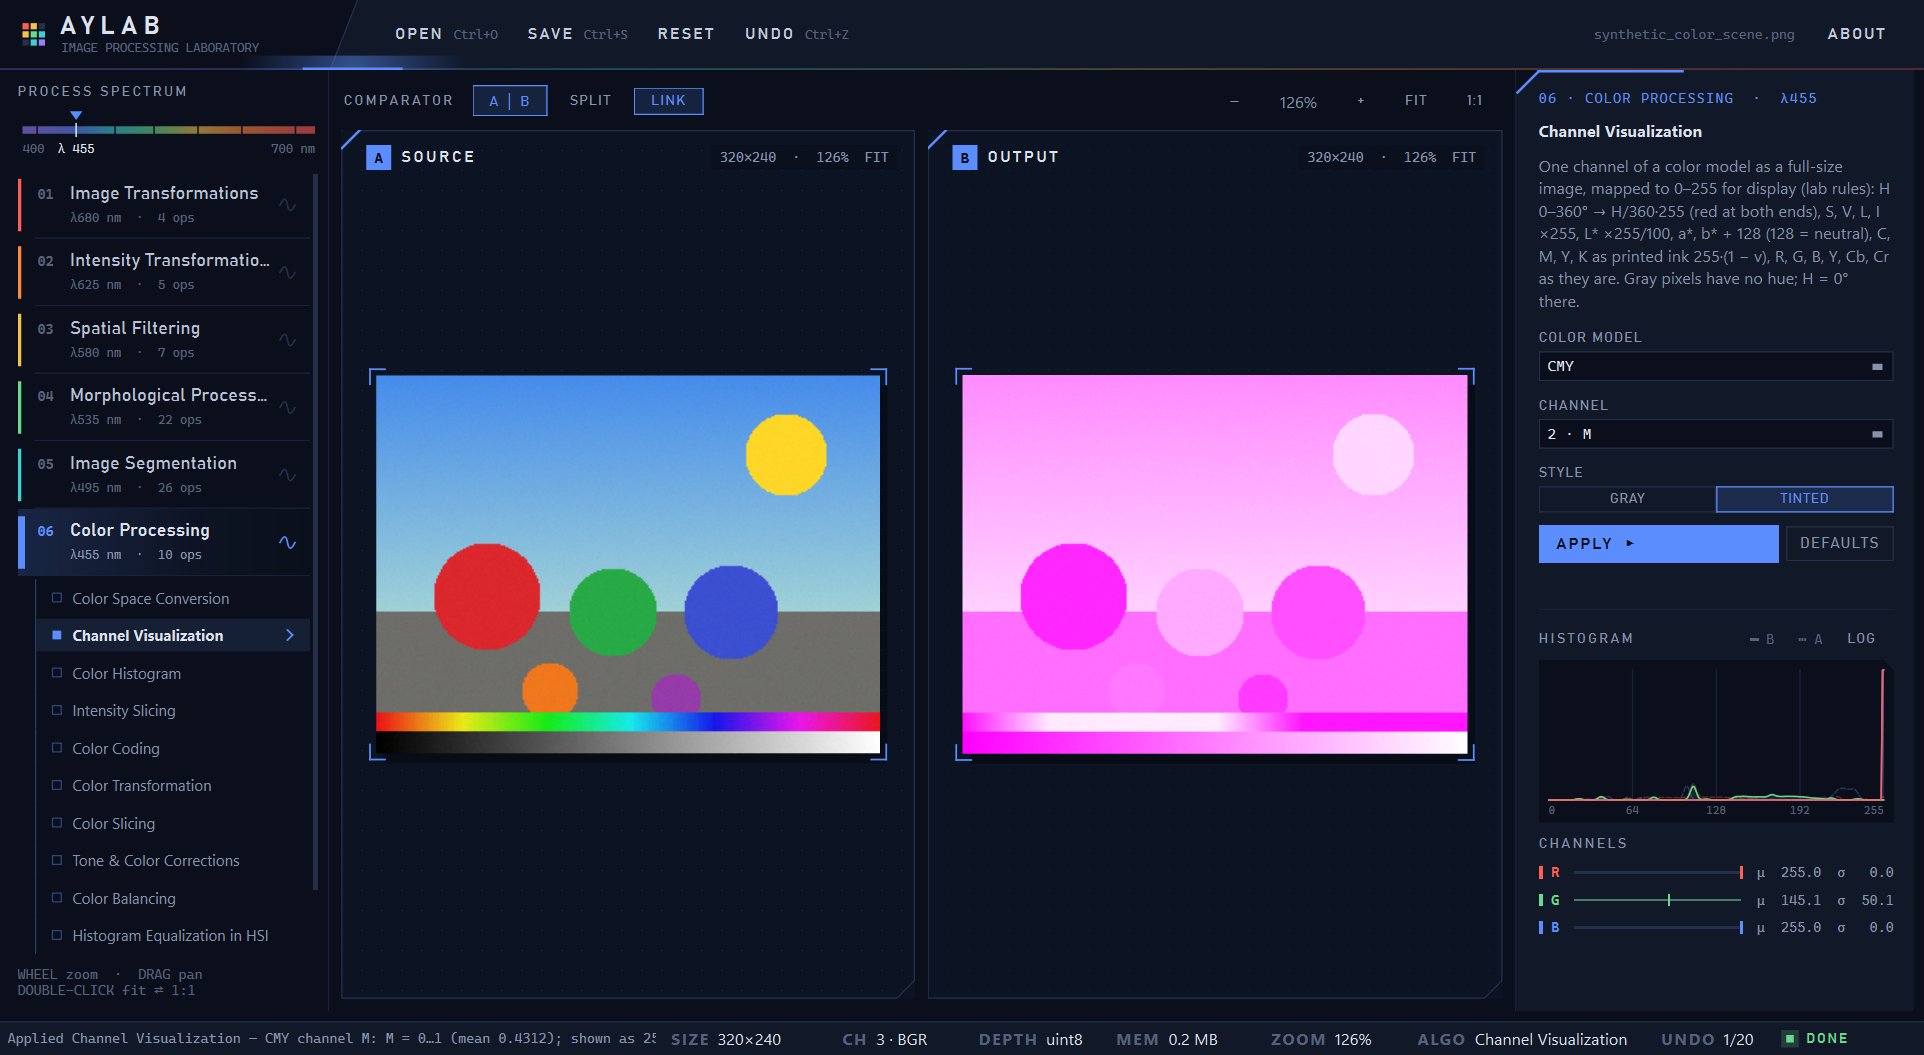 AYLAB
IMAGE PROCESSING LABORATORY
OPEN Ctrl+O SAVE Ctrl+S RESET UNDO Ctrl+Z
synthetic_color_scene.png ABOUT
PROCESS SPECTRUM
400 λ 455 700 nm
01 Image Transformations
λ680 nm · 4 ops
02 Intensity Transformatio...
λ625 nm · 5 ops
03 Spatial Filtering
λ580 nm · 7 ops
04 Morphological Process...
λ535 nm · 22 ops
05 Image Segmentation
λ495 nm · 26 ops
06 Color Processing
λ455 nm · 10 ops
Color Space Conversion
Channel Visualization
Color Histogram
Intensity Slicing
Color Coding
Color Transformation
Color Slicing
Tone & Color Corrections
Color Balancing
Histogram Equalization in HSI
WHEEL zoom · DRAG pan
DOUBLE-CLICK fit ⇄ 1:1
COMPARATOR A | B SPLIT LINK
− 126% + FIT 1:1
A SOURCE 320×240 · 126% FIT
B OUTPUT 320×240 · 126% FIT
06 · COLOR PROCESSING · λ455
Channel Visualization
One channel of a color model as a full-size
image, mapped to 0–255 for display (lab rules): H
0–360° → H/360·255 (red at both ends), S, V, L, I
×255, L* ×255/100, a*, b* + 128 (128 = neutral), C,
M, Y, K as printed ink 255·(1 − v), R, G, B, Y, Cb, Cr
as they are. Gray pixels have no hue; H = 0°
there.
COLOR MODEL
CMY
CHANNEL
2 · M
STYLE
GRAY TINTED
APPLY ▸ DEFAULTS
HISTOGRAM B A LOG
0 64 128 192 255
CHANNELS
R μ 255.0 σ 0.0
G μ 145.1 σ 50.1
B μ 255.0 σ 0.0
Applied Channel Visualization — CMY channel M: M = 0…1 (mean 0.4312); shown as 25 SIZE 320×240 CH 3 · BGR DEPTH uint8 MEM 0.2 MB ZOOM 126% ALGO Channel Visualization UNDO 1/20 DONE